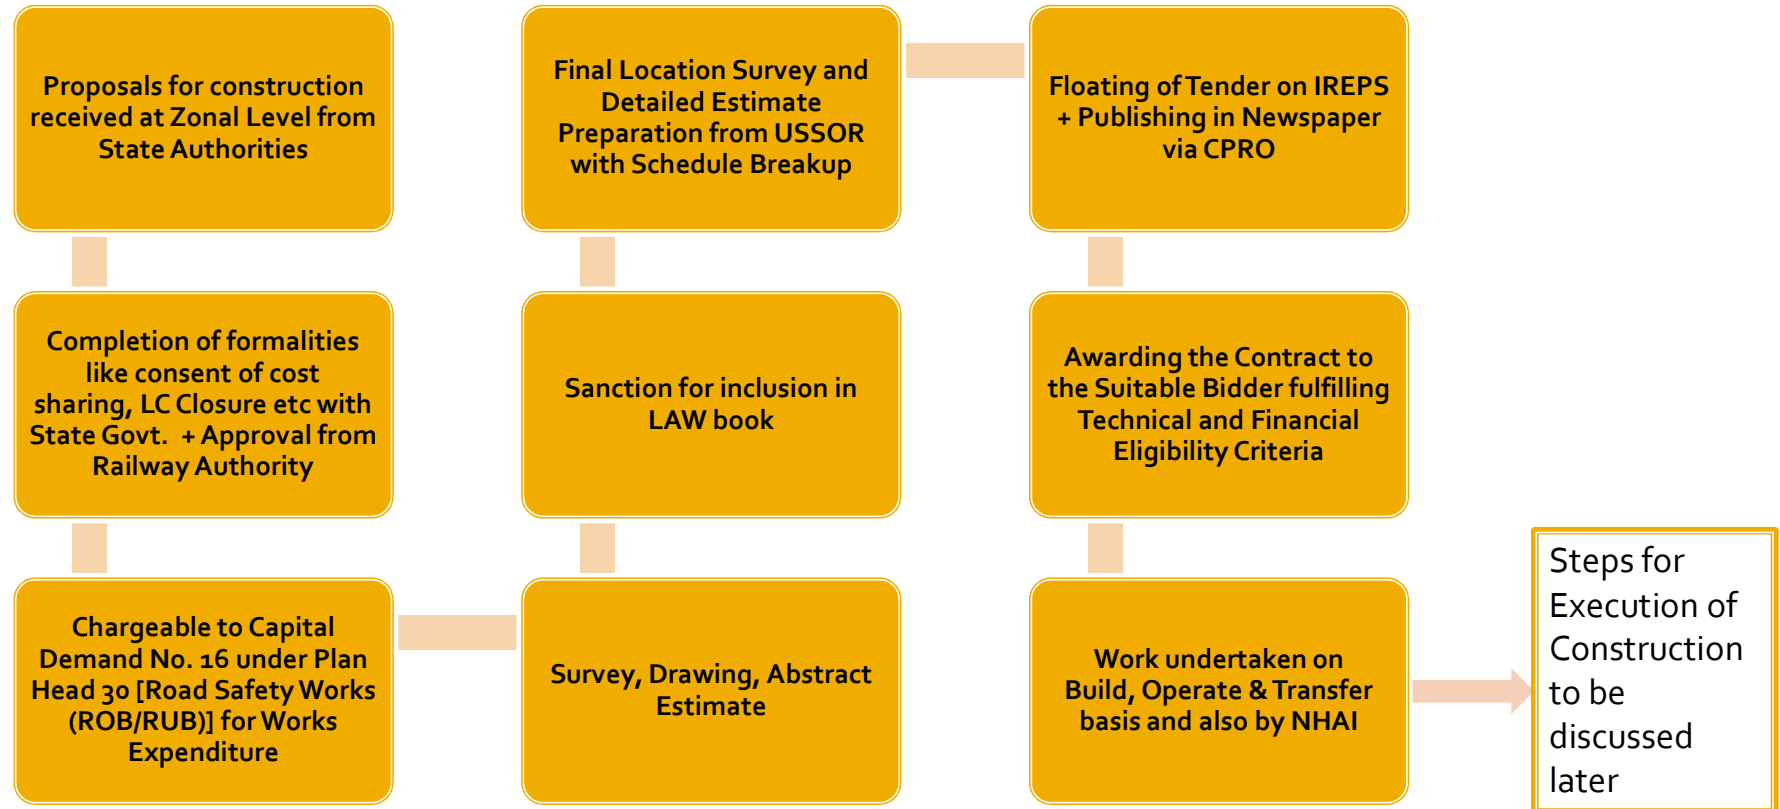 Proposals for construction
received at Zonal Level from
State Authorities
Completion of formalities
like consent of cost
sharing, LC Closure etc with
State Govt.  + Approval from
Railway Authority
Chargeable to Capital
Demand No. 16 under Plan
Head 30 [Road Safety Works
(ROB/RUB)] for Works
Expenditure
Survey, Drawing, Abstract
Estimate
Sanction for inclusion in
LAW book
Final Location Survey and
Detailed Estimate
Preparation from USSOR
with Schedule Breakup
Floating of Tender on IREPS
+ Publishing in Newspaper
via CPRO
Awarding the Contract to
the Suitable Bidder fulfilling
Technical and Financial
Eligibility Criteria
Work undertaken on
Build, Operate & Transfer
basis and also by NHAI
Steps for
Execution of
Construction
to be
discussed
later